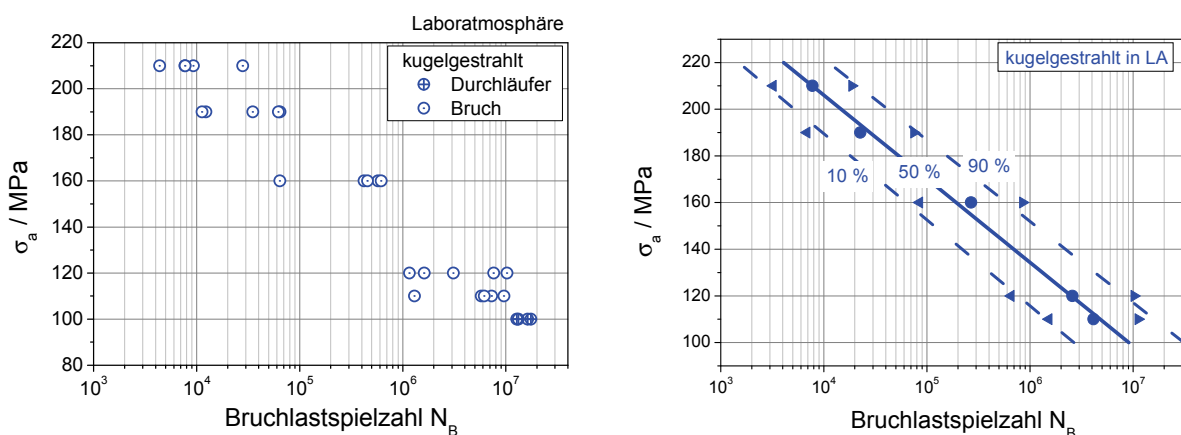 Laboratmosphäre
220
200
180
160
140
120
100
80
σa / MPa
kugelgestrahlt
Durchläufer
Bruch
10³ 10⁴ 10⁵ 10⁶ 10⁷
Bruchlastspielzahl NB
220
200
180
160
140
120
100
σa / MPa
kugelgestrahlt in LA
10 % 50 % 90 %
10³ 10⁴ 10⁵ 10⁶ 10⁷
Bruchlastspielzahl NB